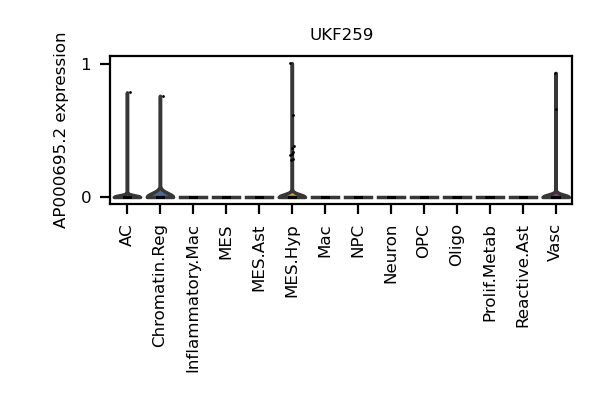 UKF259
AP000695.2 expression
1
0
AC
Chromatin.Reg
Inflammatory.Mac
MES
MES.Ast
MES.Hyp
Mac
NPC
Neuron
OPC
Oligo
Prolif.Metab
Reactive.Ast
Vasc